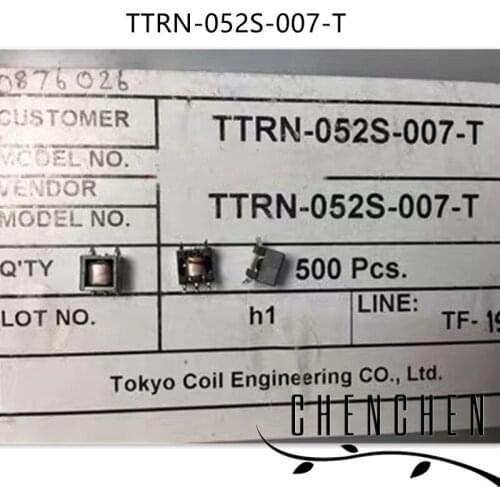 TTRN-052S-007-T
0876026
CUSTOMER
MODEL NO.
TTRN-052S-007-T
VENDOR
MODEL NO.
TTRN-052S-007-T
Q'TY
500 Pcs.
LOT NO.
h1
LINE:
TF-19
Tokyo Coil Engineering CO., Ltd.
CHENCHEN